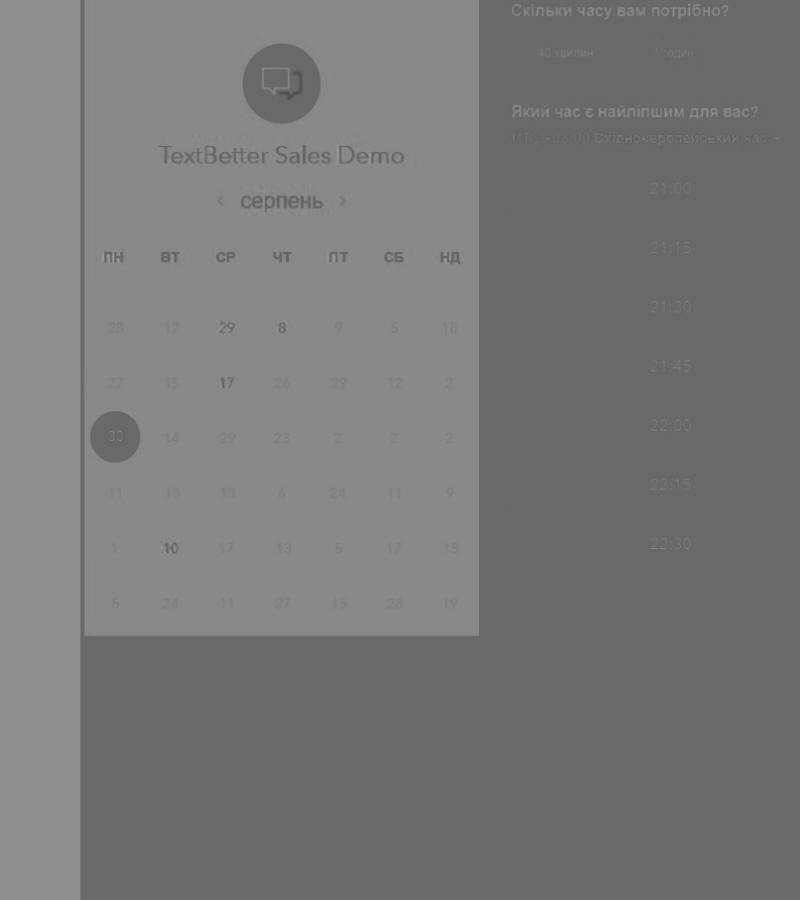 TextBetter Sales Demo
‹ серпень ›
ПН ВТ СР ЧТ ПТ СБ НД
28 12 29 8 9 5 18
27 15 17 26 29 12 2
30 14 29 23 2 2 2
11 13 13 6 24 11 9
1 10 17 13 5 17 15
5 24 11 27 15 28 19
Скільки часу вам потрібно?
40 хвилин 1 годин
Який час є найліпшим для вас?
Східноєвропейський час
21:00
21:15
21:30
21:45
22:00
22:15
22:30